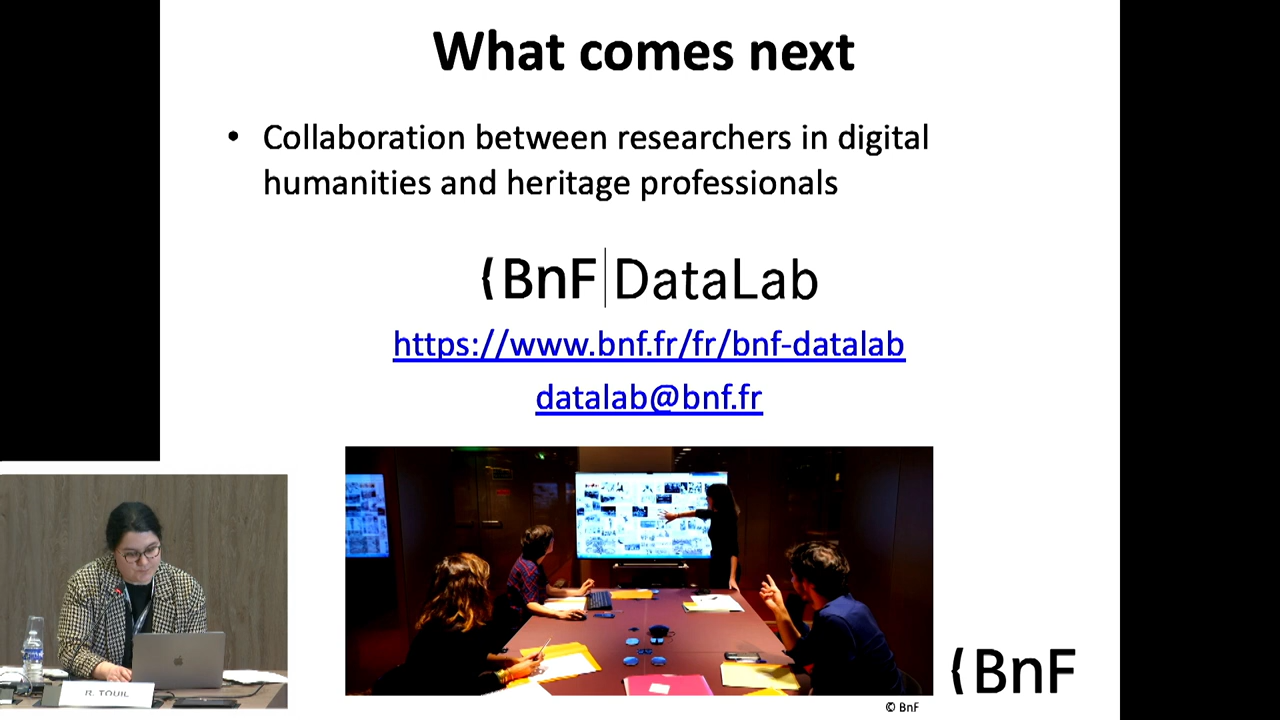 What comes next
• Collaboration between researchers in digital
humanities and heritage professionals
BnF DataLab
https://www.bnf.fr/fr/bnf-datalab
datalab@bnf.fr
R. TOUIL
BnF
© BnF